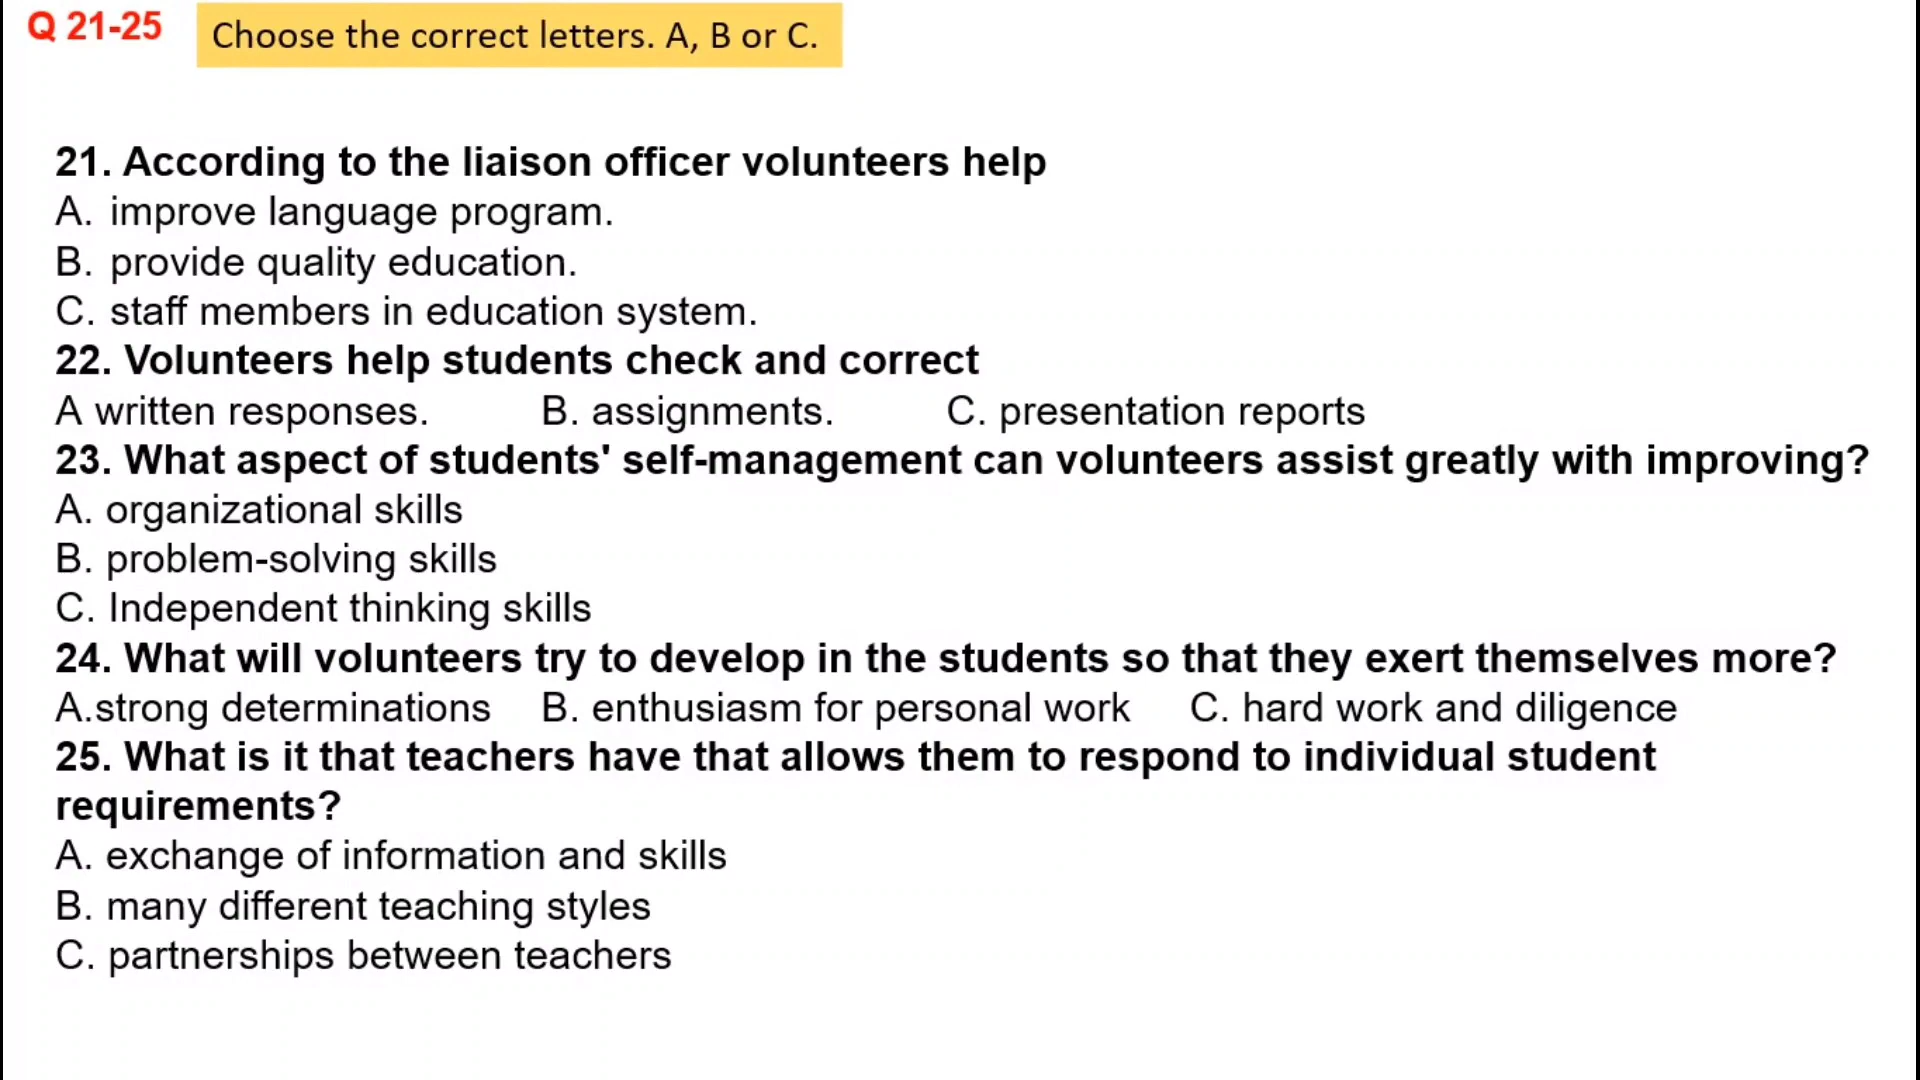 Q 21-25
Choose the correct letters. A, B or C.
21. According to the liaison officer volunteers help
A. improve language program.
B. provide quality education.
C. staff members in education system.
22. Volunteers help students check and correct
A written responses. B. assignments. C. presentation reports
23. What aspect of students' self-management can volunteers assist greatly with improving?
A. organizational skills
B. problem-solving skills
C. Independent thinking skills
24. What will volunteers try to develop in the students so that they exert themselves more?
A.strong determinations B. enthusiasm for personal work C. hard work and diligence
25. What is it that teachers have that allows them to respond to individual student
requirements?
A. exchange of information and skills
B. many different teaching styles
C. partnerships between teachers